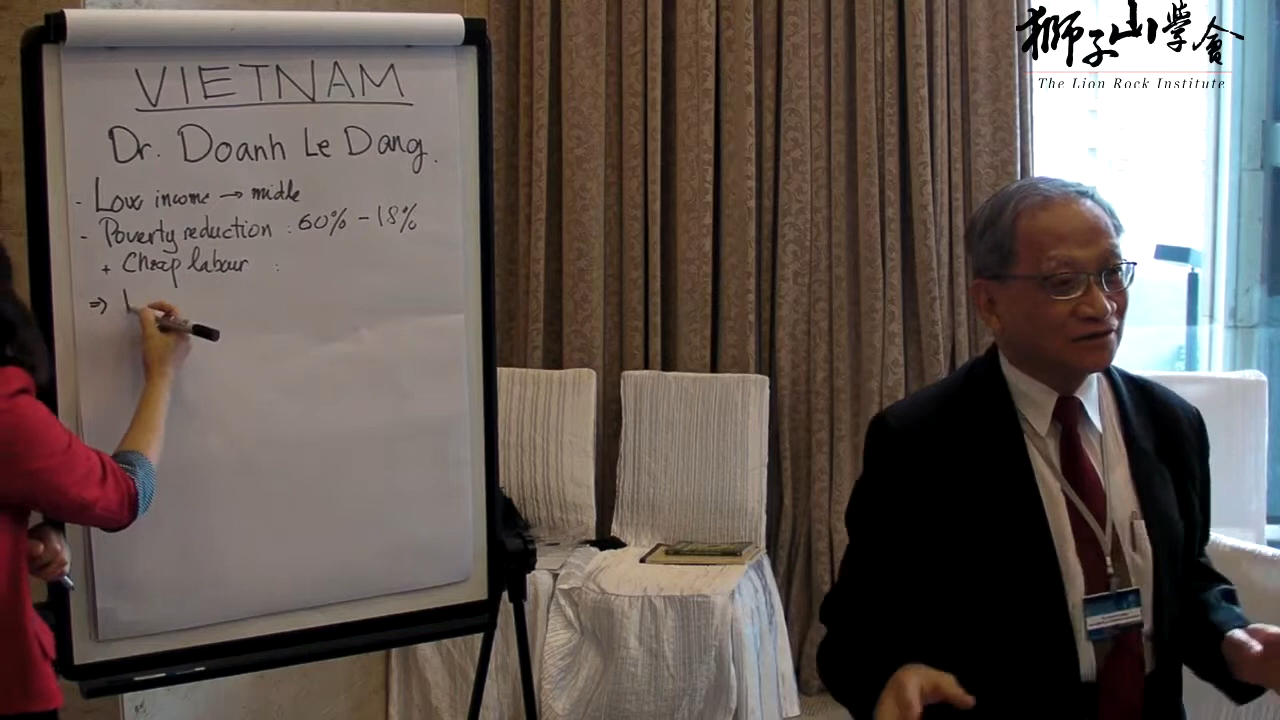 VIETNAM
Dr. Doanh Le Dang.
- Low income → midle
- Poverty reduction : 60% - 18%
+ Cheap labour :
⇒
獅子山學會
The Lion Rock Institute